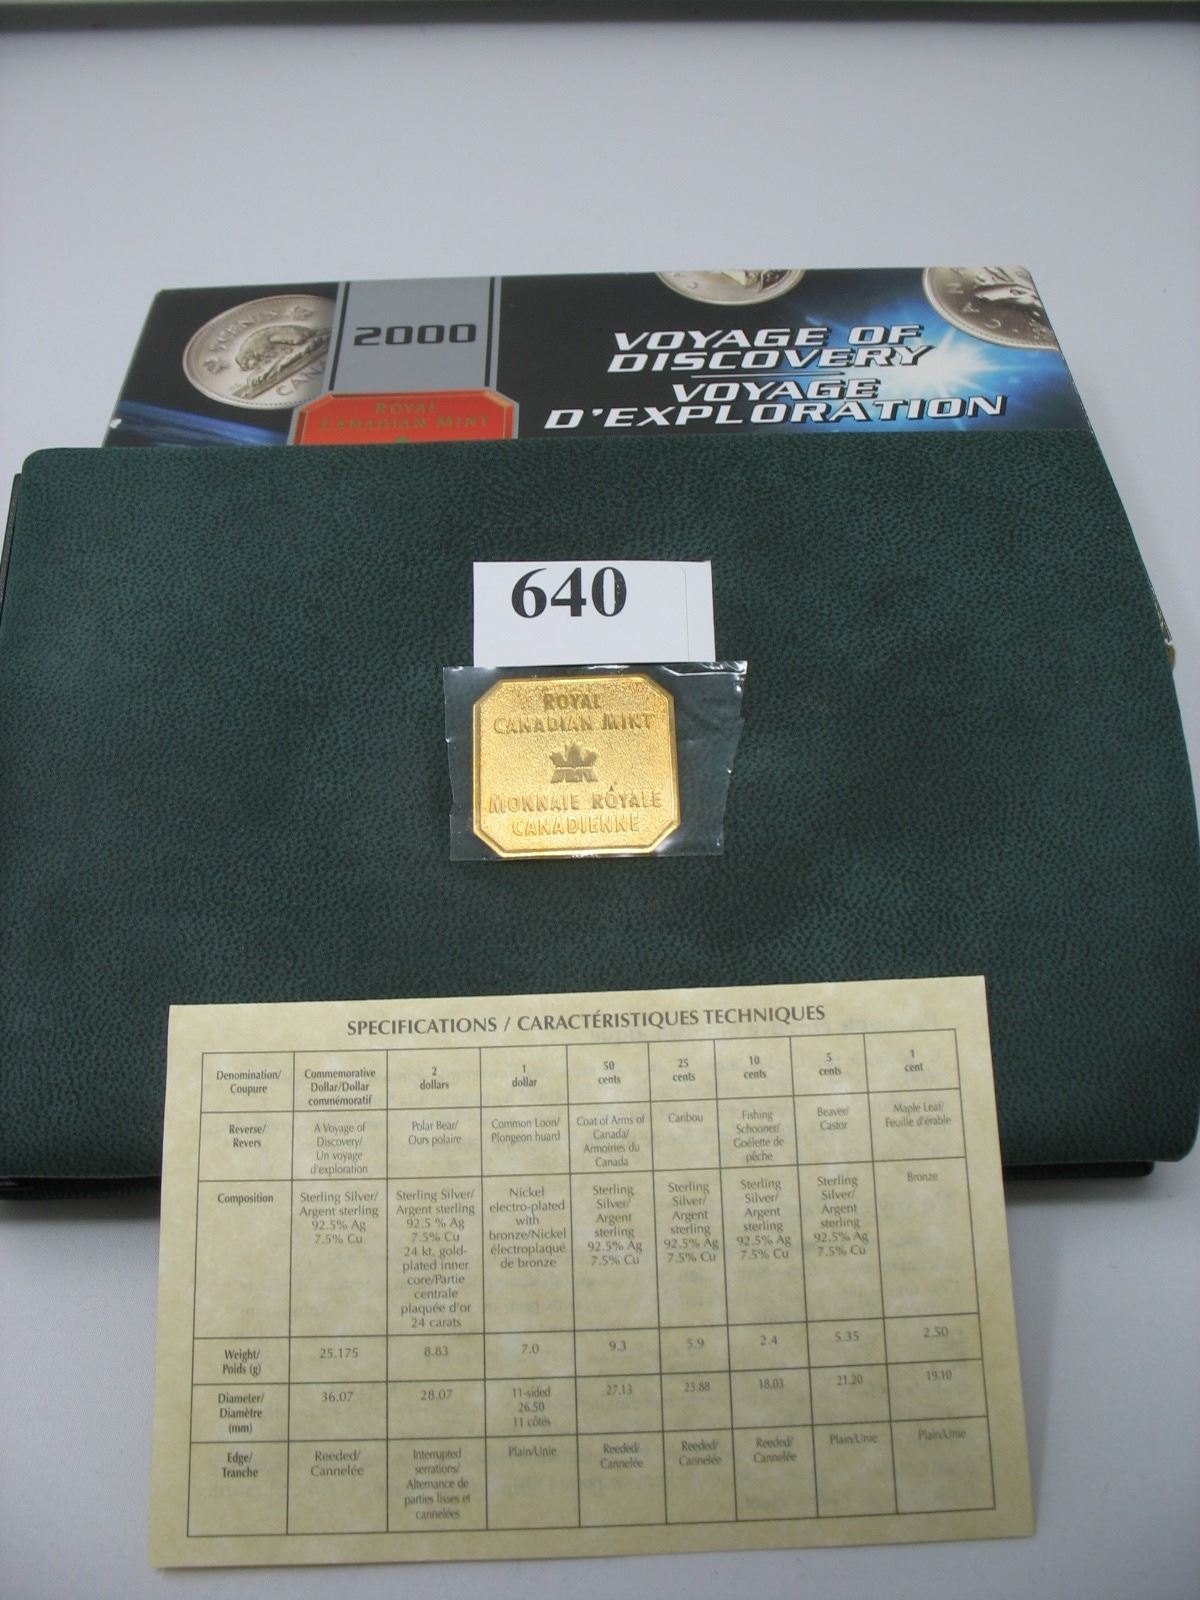 5 CENTS
CANA
2000
ROYAL
CANADIAN MINT
VOYAGE OF
DISCOVERY
VOYAGE
D'EXPLORATION
CANA
640
ROYAL
CANADIAN MINT
MONNAIE ROYALE
CANADIENNE
SPECIFICATIONS / CARACTÉRISTIQUES TECHNIQUES
Denomination/
Coupure
Commemorative
Dollar/Dollar
commémoratif
2
dollars
1
dollar
50
cents
25
cents
10
cents
5
cents
1
cent
Reverse/
Revers
A Voyage of
Discovery/
Un voyage
d'exploration
Polar Bear/
Ours polaire
Common Loon/
Plongeon huard
Coat of Arms of
Canada/
Armoiries du
Canada
Caribou
Fishing
Schooner/
Goélette de
pêche
Beaver/
Castor
Maple Leaf/
Feuille d'érable
Composition
Sterling Silver/
Argent sterling
92.5% Ag
7.5% Cu
Sterling Silver/
Argent sterling
92.5 % Ag
7.5% Cu
24 kt. gold-
plated inner
core/Partie
centrale
plaquée d'or
24 carats
Nickel
electro-plated
with
bronze/Nickel
électroplaqué
de bronze
Sterling
Silver/
Argent
sterling
92.5% Ag
7.5% Cu
Sterling
Silver/
Argent
sterling
92.5% Ag
7.5% Cu
Sterling
Silver/
Argent
sterling
92.5% Ag
7.5% Cu
Sterling
Silver/
Argent
sterling
92.5% Ag
7.5% Cu
Bronze
Weight/
Poids (g)
25.175
8.83
7.0
9.3
5.9
2.4
5.35
2.50
Diameter/
Diamètre
(mm)
36.07
28.07
11-sided
26.50
11 côtés
27.13
23.88
18.03
21.20
19.10
Edge/
Tranche
Reeded/
Cannelée
Interrupted
serrations/
Alternance de
parties lisses et
cannelées
Plain/Unie
Reeded/
Cannelée
Reeded/
Cannelée
Reeded/
Cannelée
Plain/Unie
Plain/Unie